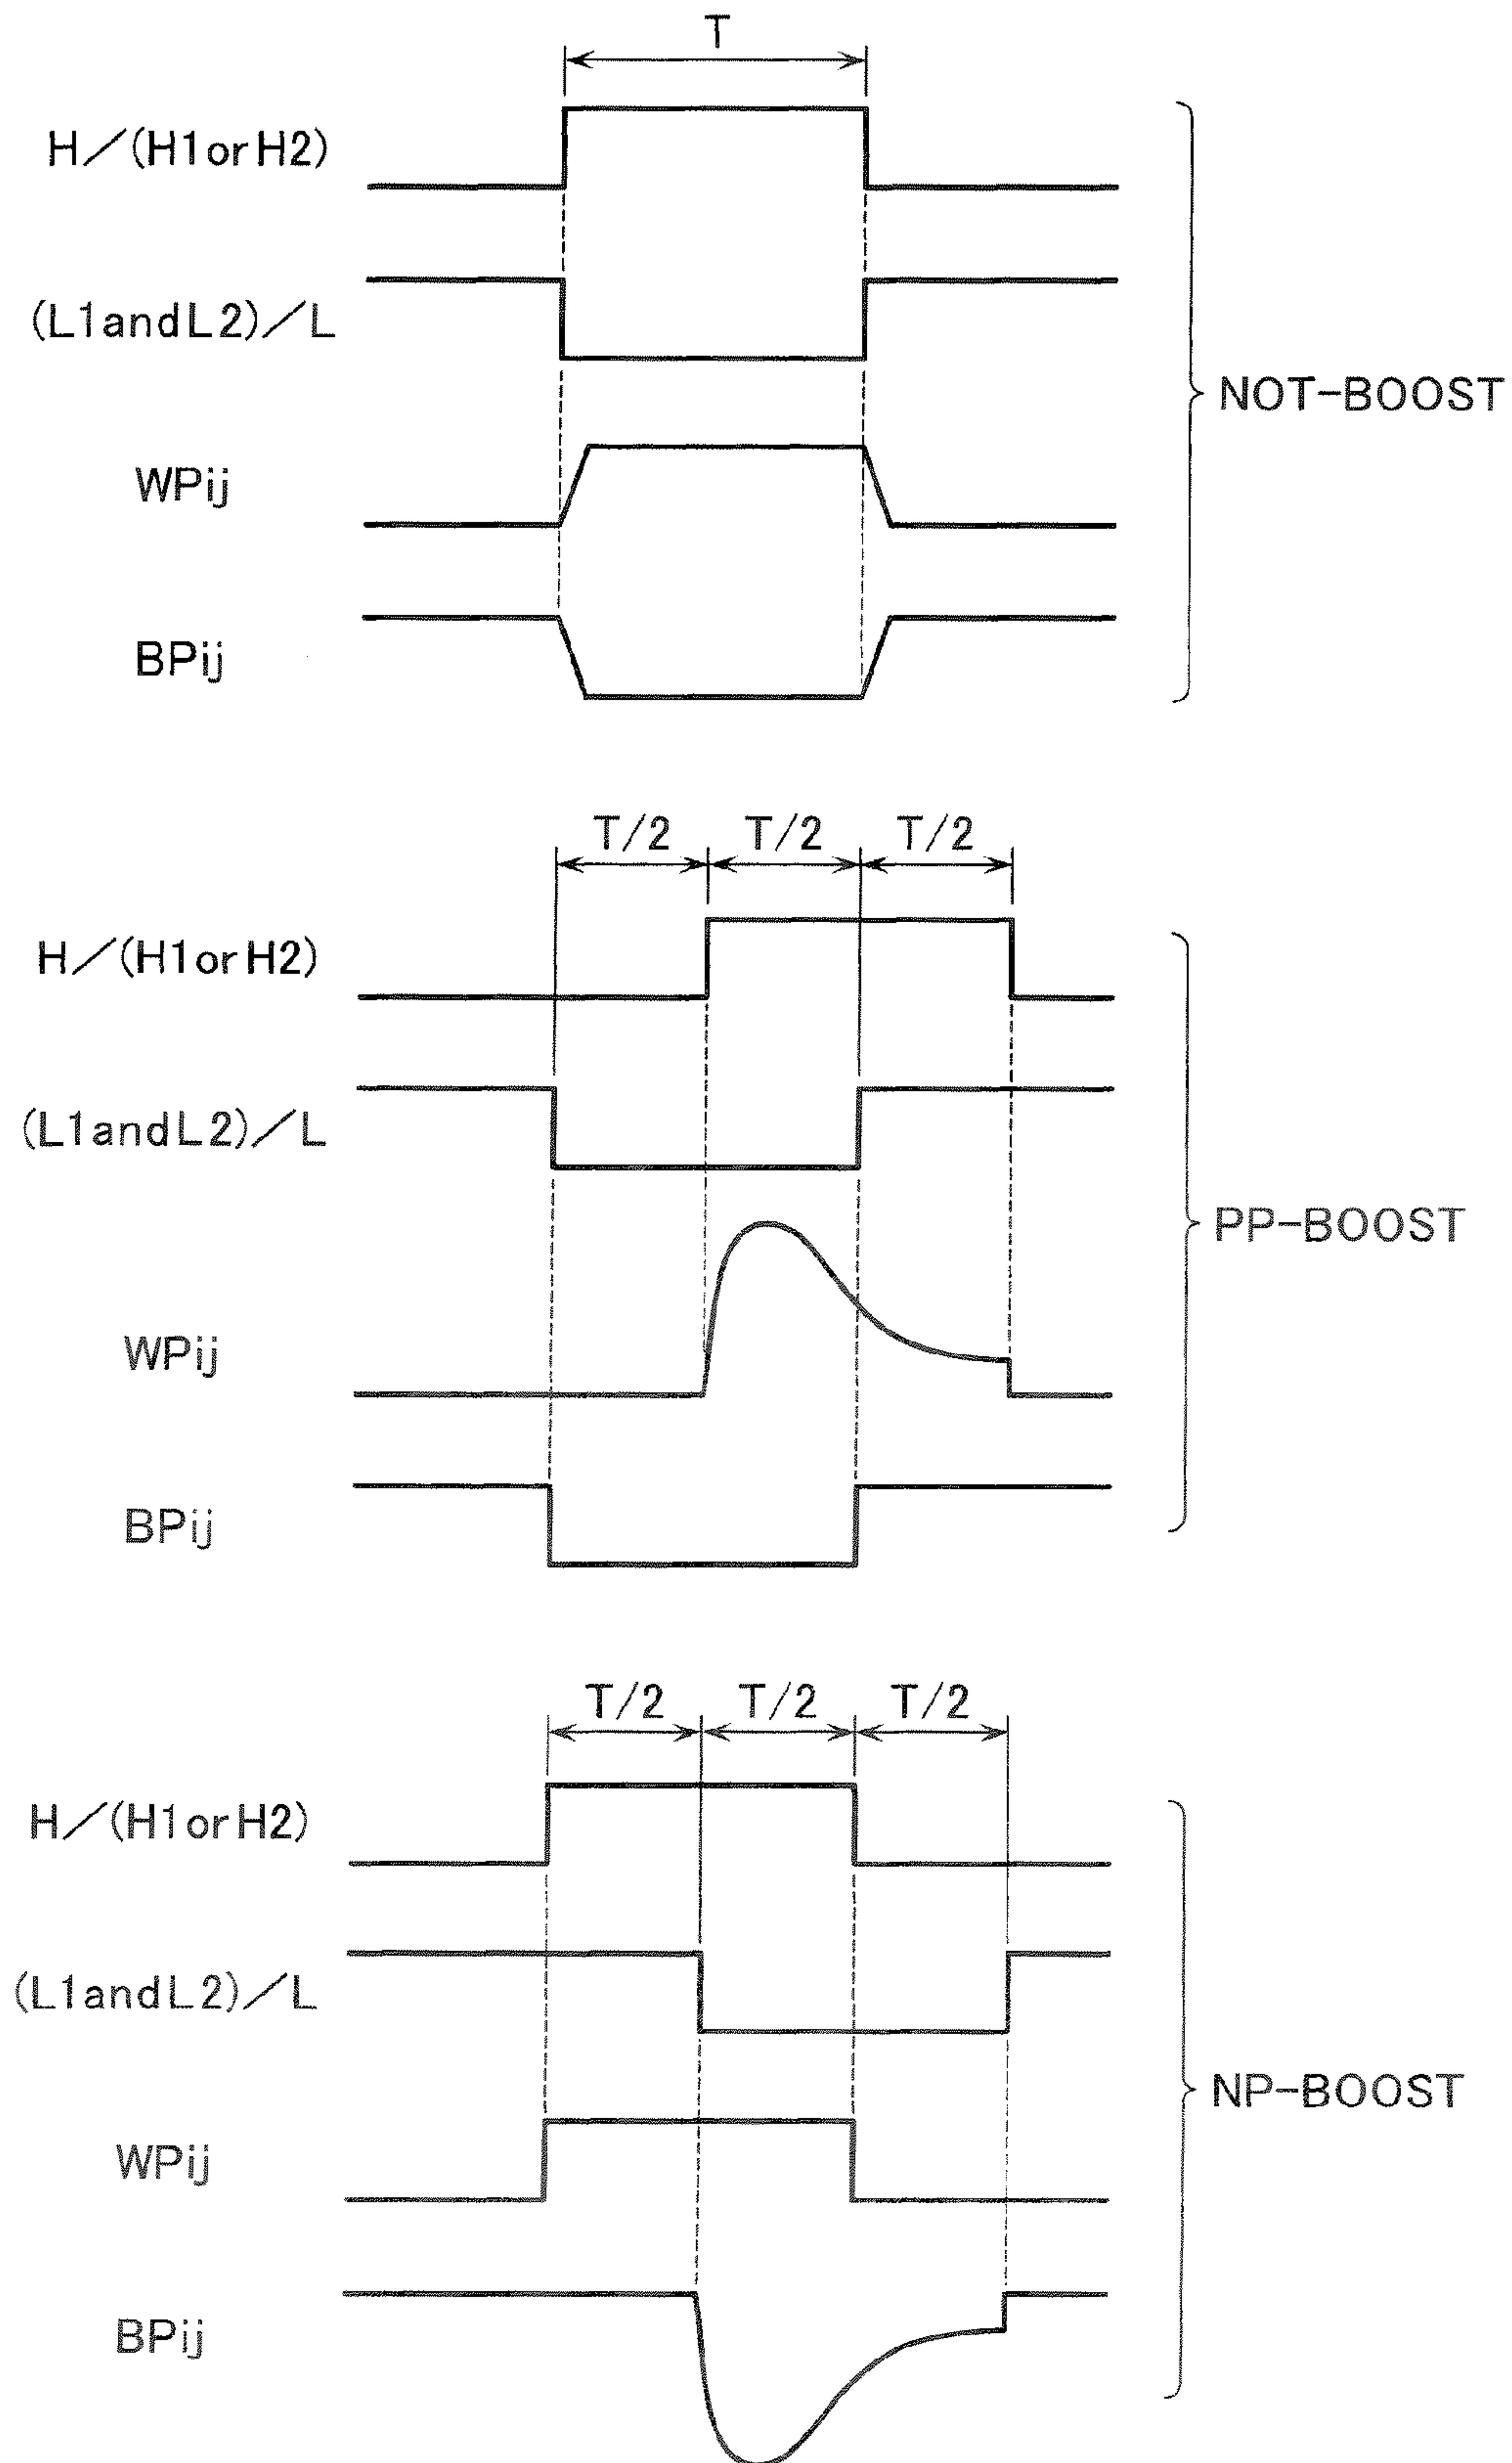 T
H／(H1orH2)
(L1andL2)／L
WPij
BPij
NOT-BOOST
T/2 T/2 T/2
H／(H1orH2)
(L1andL2)／L
WPij
BPij
PP-BOOST
T/2 T/2 T/2
H／(H1orH2)
(L1andL2)／L
WPij
BPij
NP-BOOST